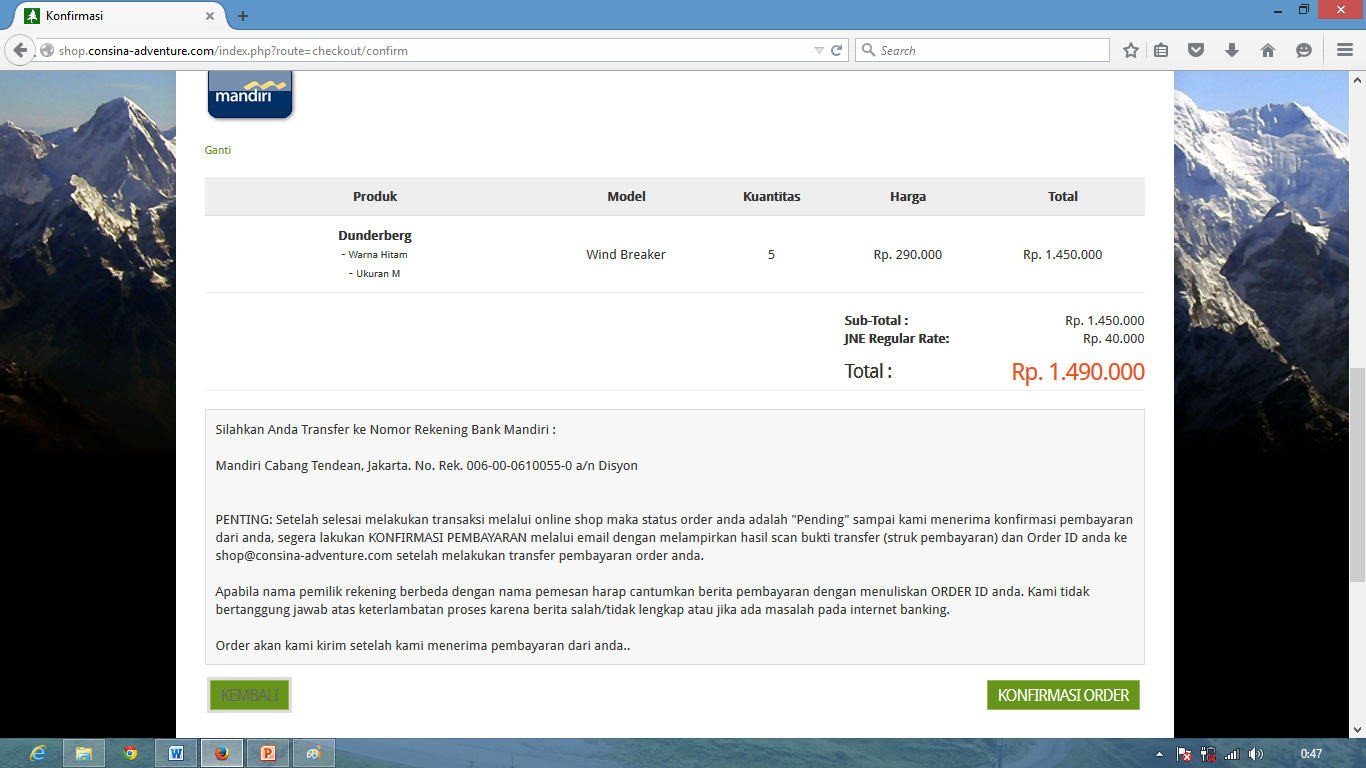 Konfirmasi
shop.consina-adventure.com/index.php?route=checkout/confirm
Search
mandiri
Ganti
Produk Model Kuantitas Harga Total
Dunderberg
- Warna Hitam
- Ukuran M
Wind Breaker 5 Rp. 290.000 Rp. 1.450.000
Sub-Total : Rp. 1.450.000
JNE Regular Rate: Rp. 40.000
Total : Rp. 1.490.000
Silahkan Anda Transfer ke Nomor Rekening Bank Mandiri :
Mandiri Cabang Tendean, Jakarta. No. Rek. 006-00-0610055-0 a/n Disyon
PENTING: Setelah selesai melakukan transaksi melalui online shop maka status order anda adalah "Pending" sampai kami menerima konfirmasi pembayaran
dari anda, segera lakukan KONFIRMASI PEMBAYARAN melalui email dengan melampirkan hasil scan bukti transfer (struk pembayaran) dan Order ID anda ke
shop@consina-adventure.com setelah melakukan transfer pembayaran order anda.
Apabila nama pemilik rekening berbeda dengan nama pemesan harap cantumkan berita pembayaran dengan menuliskan ORDER ID anda. Kami tidak
bertanggung jawab atas keterlambatan proses karena berita salah/tidak lengkap atau jika ada masalah pada internet banking.
Order akan kami kirim setelah kami menerima pembayaran dari anda..
KEMBALI KONFIRMASI ORDER
0:47